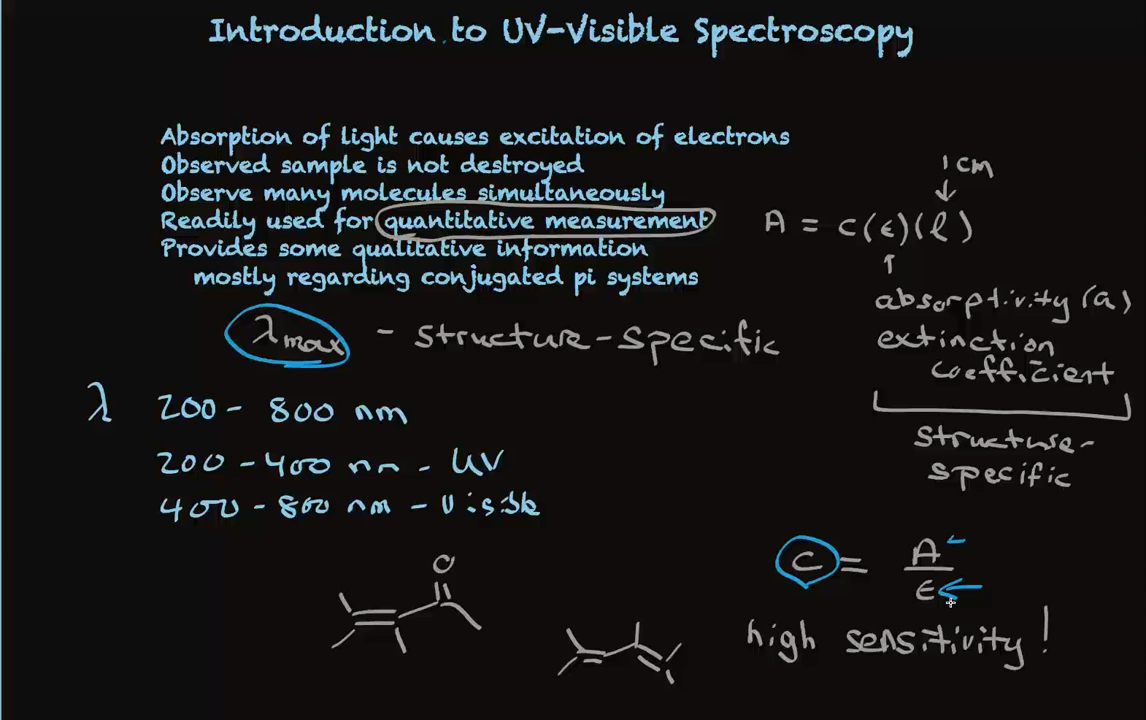 Introduction to UV-Visible Spectroscopy
Absorption of light causes excitation of electrons
Observed sample is not destroyed
Observe many molecules simultaneously
Readily used for quantitative measurement
Provides some qualitative information
mostly regarding conjugated pi systems
1 cm
A = c(ε)(l)
absorptivity (a)
extinction
coefficient
structure-
specific
λmax - structure-specific
λ 200 - 800 nm
200 - 400 nm - UV
400 - 800 nm - Visible
O
C = A/ε
high sensitivity!